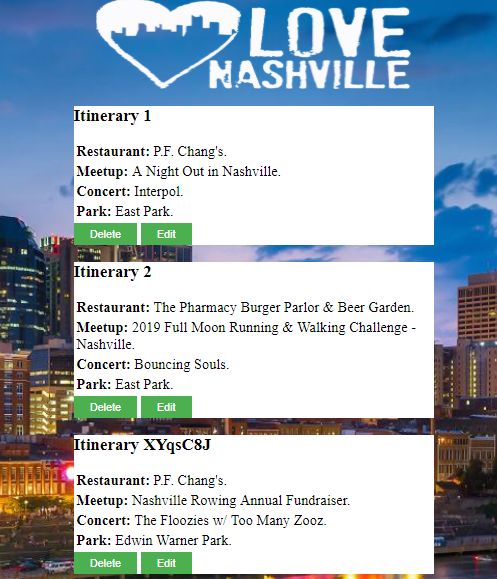 LOVE
NASHVILLE
Itinerary 1
Restaurant: P.F. Chang's.
Meetup: A Night Out in Nashville.
Concert: Interpol.
Park: East Park.
Delete Edit
Itinerary 2
Restaurant: The Pharmacy Burger Parlor & Beer Garden.
Meetup: 2019 Full Moon Running & Walking Challenge -
Nashville.
Concert: Bouncing Souls.
Park: East Park.
Delete Edit
Itinerary XYqsC8J
Restaurant: P.F. Chang's.
Meetup: Nashville Rowing Annual Fundraiser.
Concert: The Floozies w/ Too Many Zooz.
Park: Edwin Warner Park.
Delete Edit